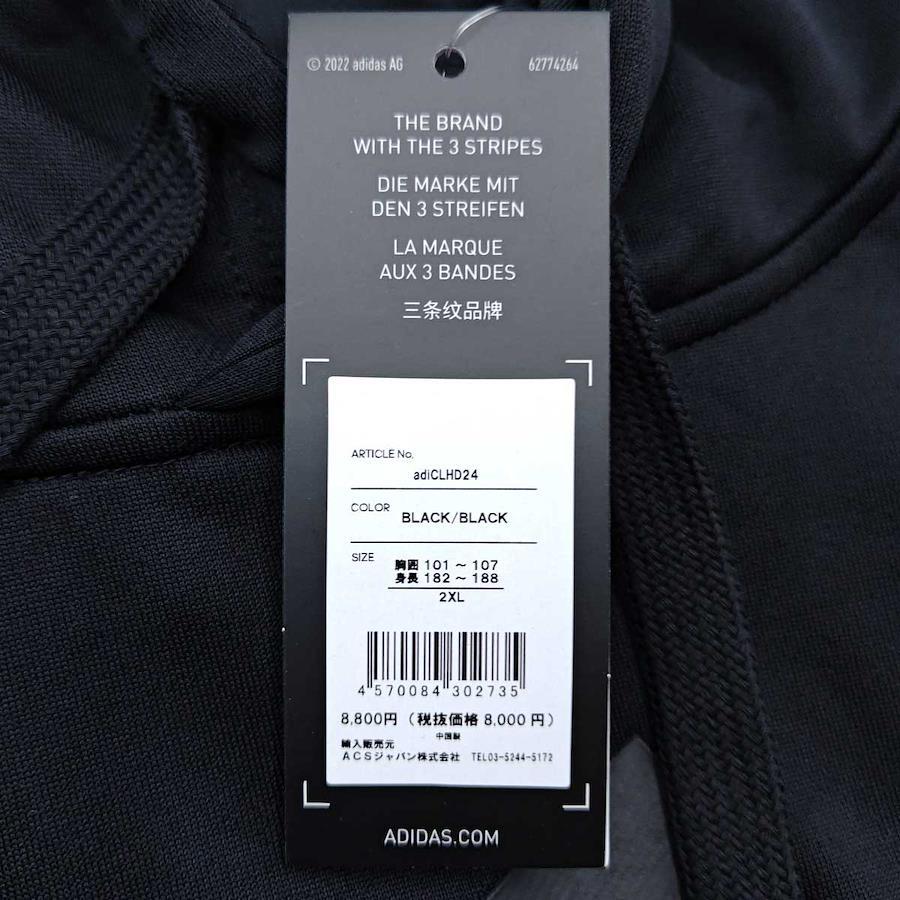 © 2022 adidas AG
62774264
THE BRAND
WITH THE 3 STRIPES
DIE MARKE MIT
DEN 3 STREIFEN
LA MARQUE
AUX 3 BANDES
三条纹品牌
ARTICLE No.
adiCLHD24
COLOR
BLACK/BLACK
SIZE
胸囲 101 ～ 107
身長 182 ～ 188
2XL
4 570084 302735
8,800円 (税抜価格 8,000 円)
中国製
輸入販売元
ACSジャパン株式会社 TEL03-5244-5172
ADIDAS.COM